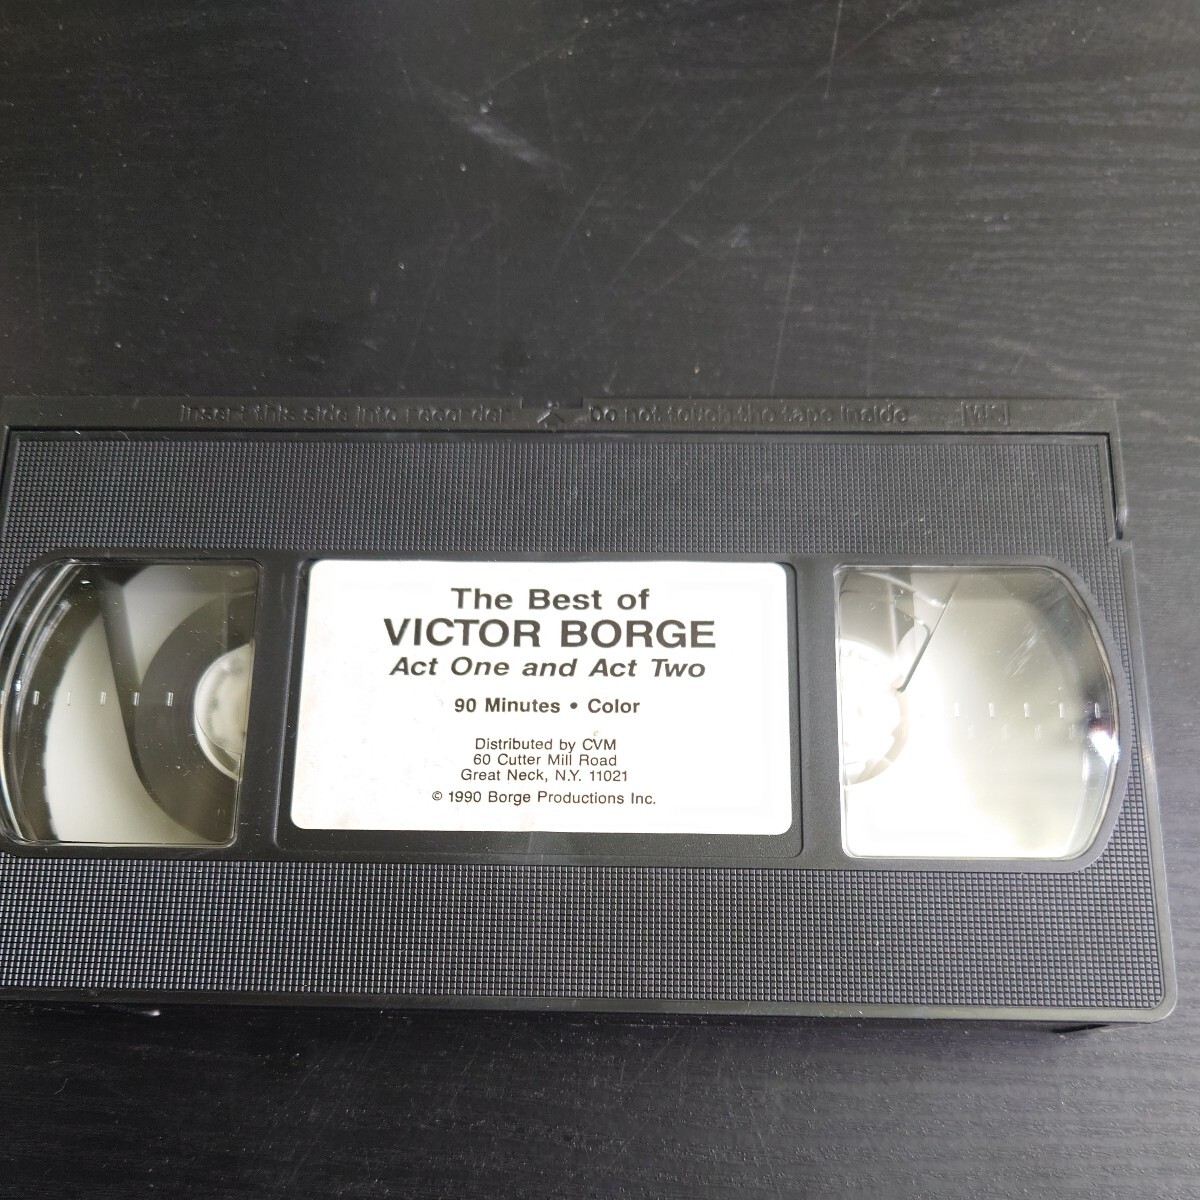 Insert this side into recorder Do not touch the tape inside
The Best of
VICTOR BORGE
Act One and Act Two
90 Minutes • Color
Distributed by CVM
60 Cutter Mill Road
Great Neck, N.Y. 11021
© 1990 Borge Productions Inc.